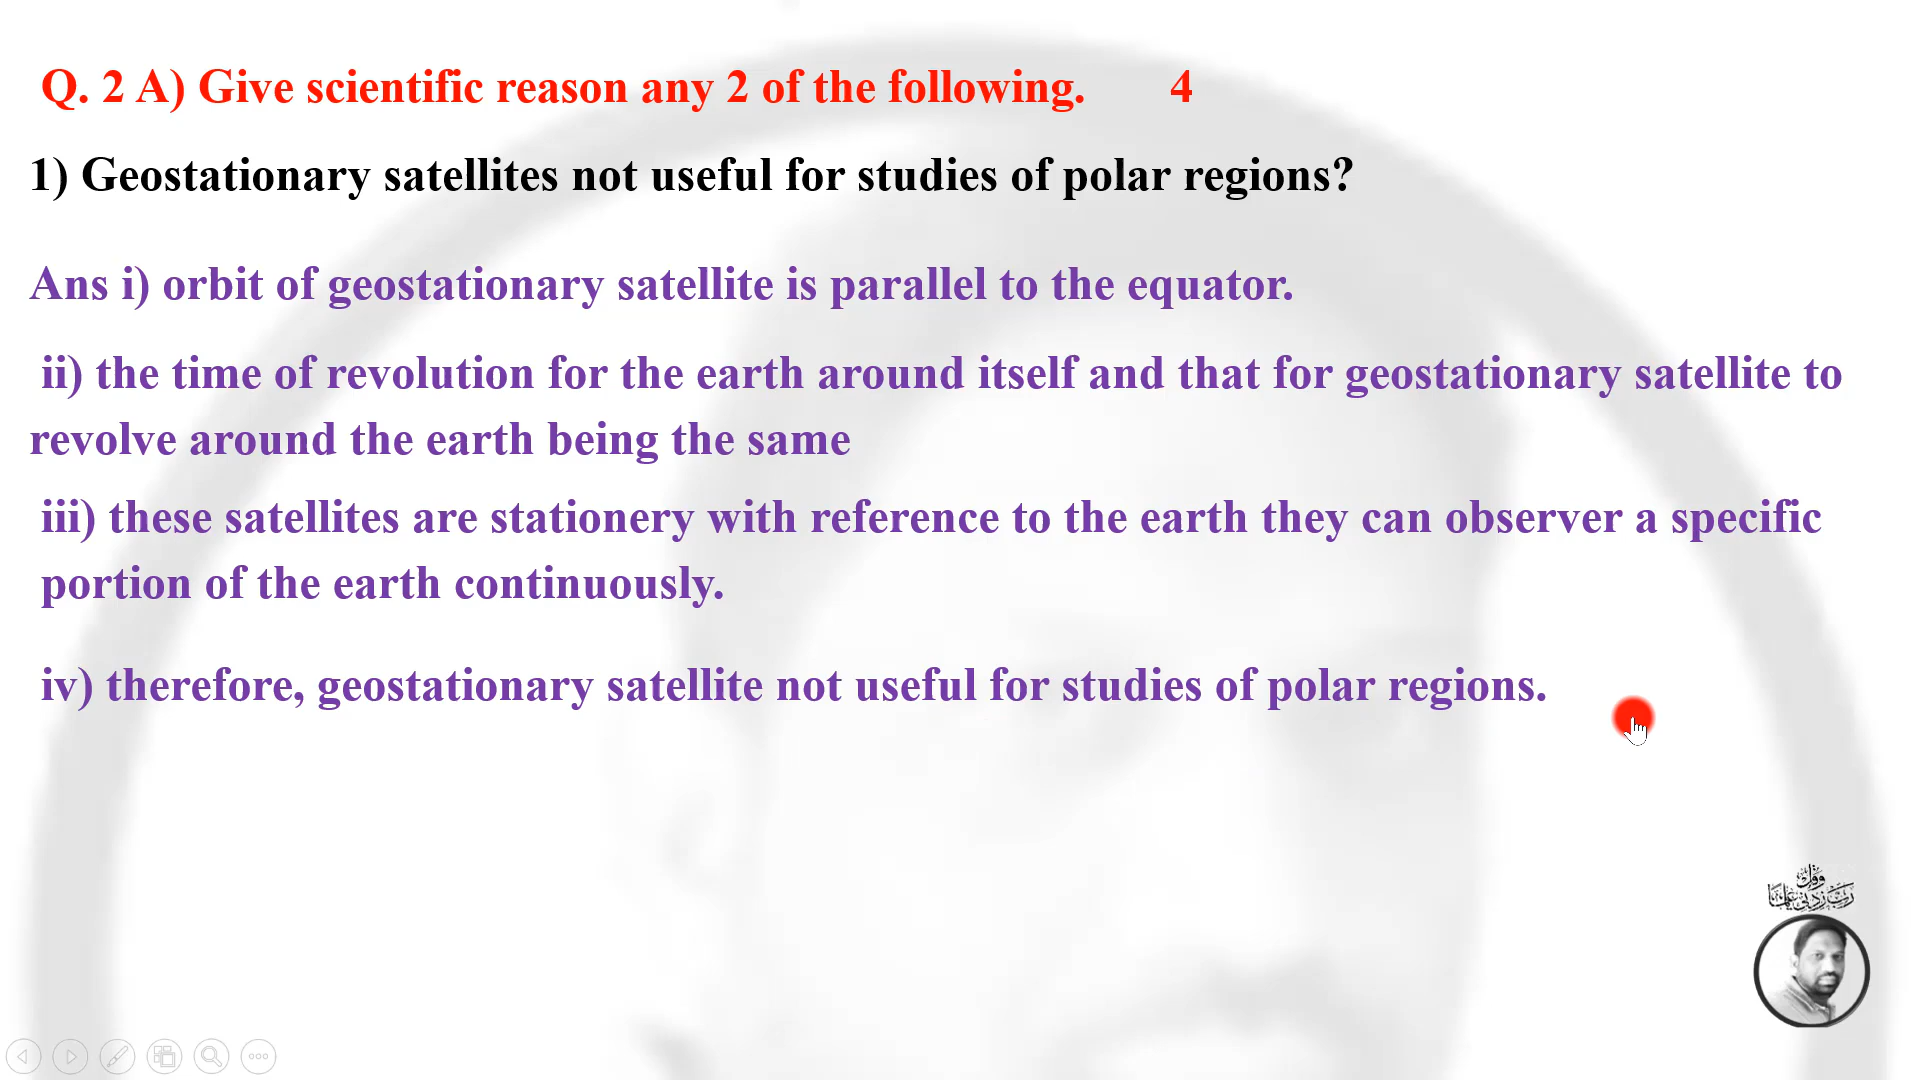 Q. 2 A) Give scientific reason any 2 of the following. 4
1) Geostationary satellites not useful for studies of polar regions?
Ans i) orbit of geostationary satellite is parallel to the equator.
ii) the time of revolution for the earth around itself and that for geostationary satellite to
revolve around the earth being the same
iii) these satellites are stationery with reference to the earth they can observer a specific
portion of the earth continuously.
iv) therefore, geostationary satellite not useful for studies of polar regions.
وقل
رب زدني علما